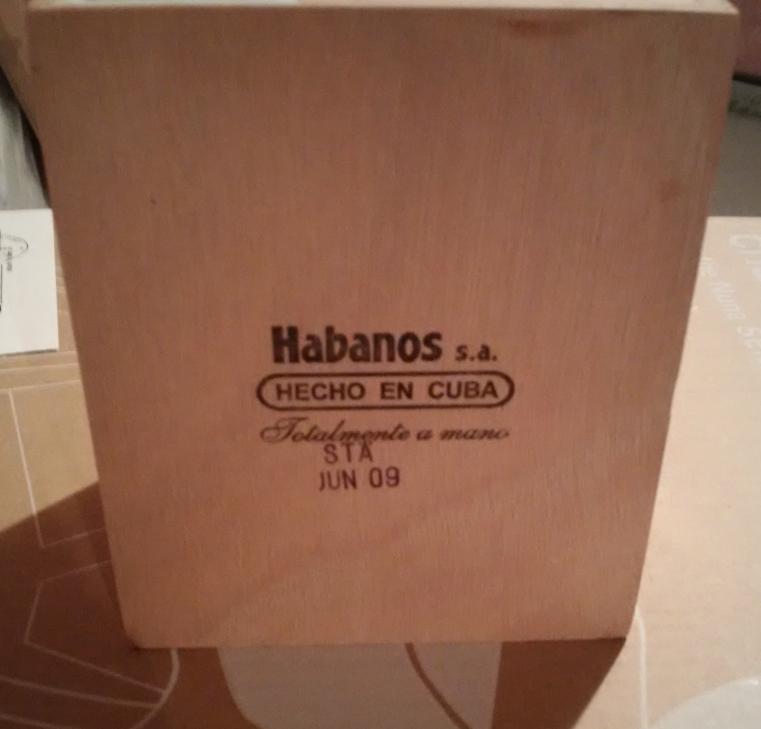 Habanos s.a.
HECHO EN CUBA
Totalmente a mano
STA
JUN 09